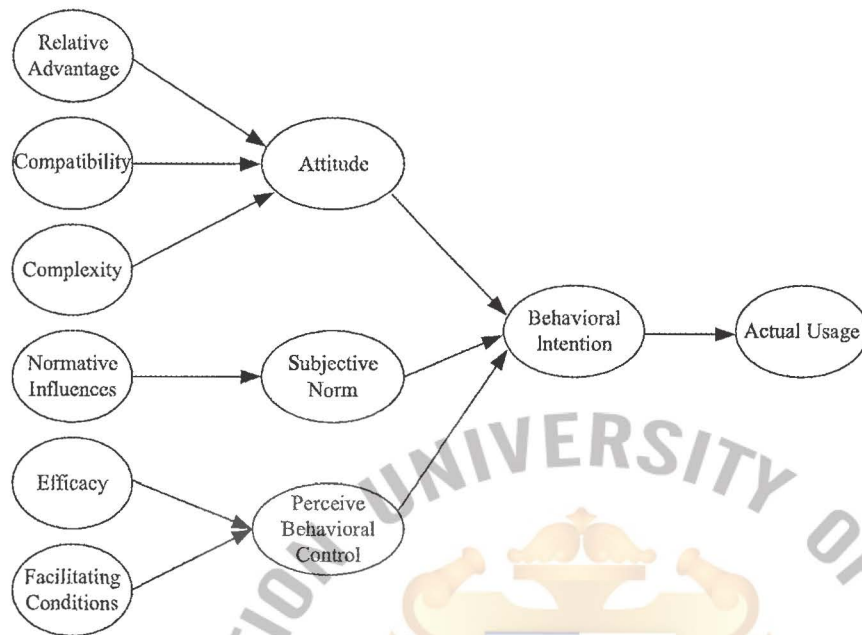 Relative
Advantage
Compatibility
Complexity
Normative
Influences
Efficacy
Facilitating
Conditions
Attitude
Subjective
Norm
Perceive
Behavioral
Control
Behavioral
Intention
Actual Usage
UNIVERSITY